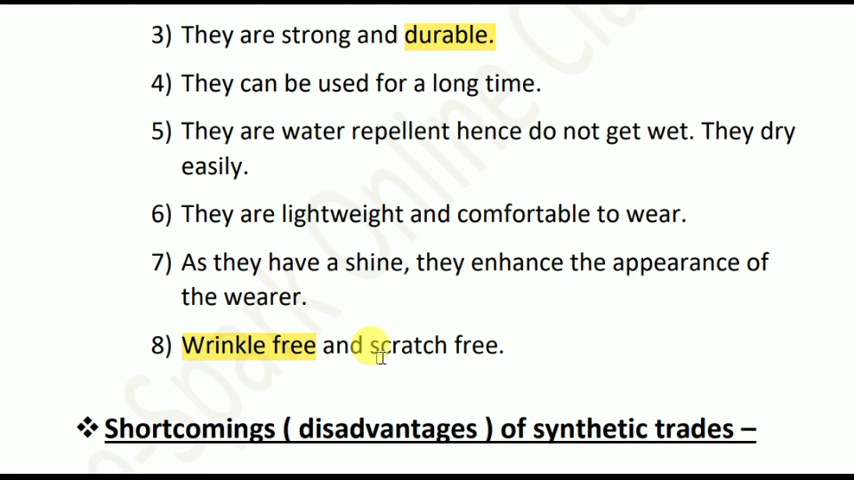 3) They are strong and durable.
4) They can be used for a long time.
5) They are water repellent hence do not get wet. They dry
easily.
6) They are lightweight and comfortable to wear.
7) As they have a shine, they enhance the appearance of
the wearer.
8) Wrinkle free and scratch free.
❖ Shortcomings ( disadvantages ) of synthetic trades –
e-Spark Online Cla